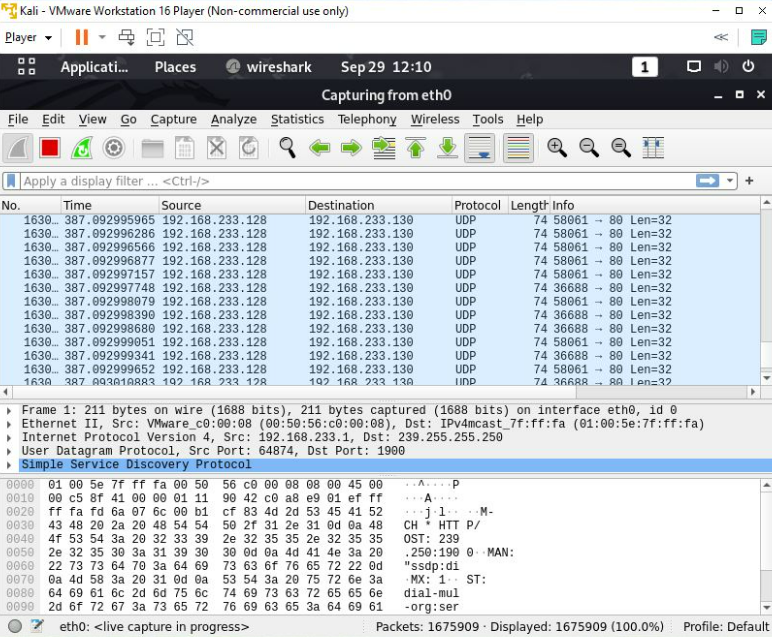 Kali - VMware Workstation 16 Player (Non-commercial use only)
Player
Applicati... Places wireshark Sep 29 12:10 1
Capturing from eth0
File Edit View Go Capture Analyze Statistics Telephony Wireless Tools Help
Apply a display filter ... <Ctrl-/>
No. Time Source Destination Protocol Length Info
1630… 387.092995965 192.168.233.128 192.168.233.130 UDP 74 58061 → 80 Len=32
1630… 387.092996286 192.168.233.128 192.168.233.130 UDP 74 58061 → 80 Len=32
1630… 387.092996566 192.168.233.128 192.168.233.130 UDP 74 58061 → 80 Len=32
1630… 387.092996877 192.168.233.128 192.168.233.130 UDP 74 58061 → 80 Len=32
1630… 387.092997157 192.168.233.128 192.168.233.130 UDP 74 58061 → 80 Len=32
1630… 387.092997748 192.168.233.128 192.168.233.130 UDP 74 36688 → 80 Len=32
1630… 387.092998079 192.168.233.128 192.168.233.130 UDP 74 36688 → 80 Len=32
1630… 387.092998390 192.168.233.128 192.168.233.130 UDP 74 36688 → 80 Len=32
1630… 387.092998680 192.168.233.128 192.168.233.130 UDP 74 36688 → 80 Len=32
1630… 387.092999051 192.168.233.128 192.168.233.130 UDP 74 36688 → 80 Len=32
1630… 387.092999341 192.168.233.128 192.168.233.130 UDP 74 36688 → 80 Len=32
1630… 387.092999652 192.168.233.128 192.168.233.130 UDP 74 36688 → 80 Len=32
1630 387.093010883 192.168.233.128 192.168.233.130 UDP 74 36688 → 80 Len=32
Frame 1: 211 bytes on wire (1688 bits), 211 bytes captured (1688 bits) on interface eth0, id 0
Ethernet II, Src: VMware_c0:00:08 (00:50:56:c0:00:08), Dst: IPv4mcast_7f:ff:fa (01:00:5e:7f:ff:fa)
Internet Protocol Version 4, Src: 192.168.233.1, Dst: 239.255.255.250
User Datagram Protocol, Src Port: 64874, Dst Port: 1900
Simple Service Discovery Protocol
0000 01 00 5e 7f ff fa 00 50 56 c0 00 08 08 00 45 00 ··^····P
0010 00 c5 8f 41 00 00 01 11 90 42 c0 a8 e9 01 ef ff ···A····
0020 ff fa fd 6a 07 6c 00 b1 cf 83 4d 2d 53 45 41 52 ···j·l·· ··M-
0030 43 48 20 2a 20 48 54 54 50 2f 31 2e 31 0d 0a 48 CH * HTT P/
0040 4f 53 54 3a 20 32 33 39 2e 32 35 35 2e 32 35 35 OST: 239
0050 2e 32 35 30 3a 31 39 30 30 0d 0a 4d 41 4e 3a 20 .250:190 0··MAN:
0060 22 73 73 64 70 3a 64 69 73 63 6f 76 65 72 22 0d "ssdp:di
0070 0a 4d 58 3a 20 31 0d 0a 53 54 3a 20 75 72 6e 3a ·MX: 1·· ST:
0080 64 69 61 6c 2d 6d 75 6c 74 69 73 63 72 65 65 6e dial-mul
0090 2d 6f 72 67 3a 73 65 72 76 69 63 65 3a 64 69 61 -org:ser
eth0: <live capture in progress> Packets: 1675909 · Displayed: 1675909 (100.0%) Profile: Default